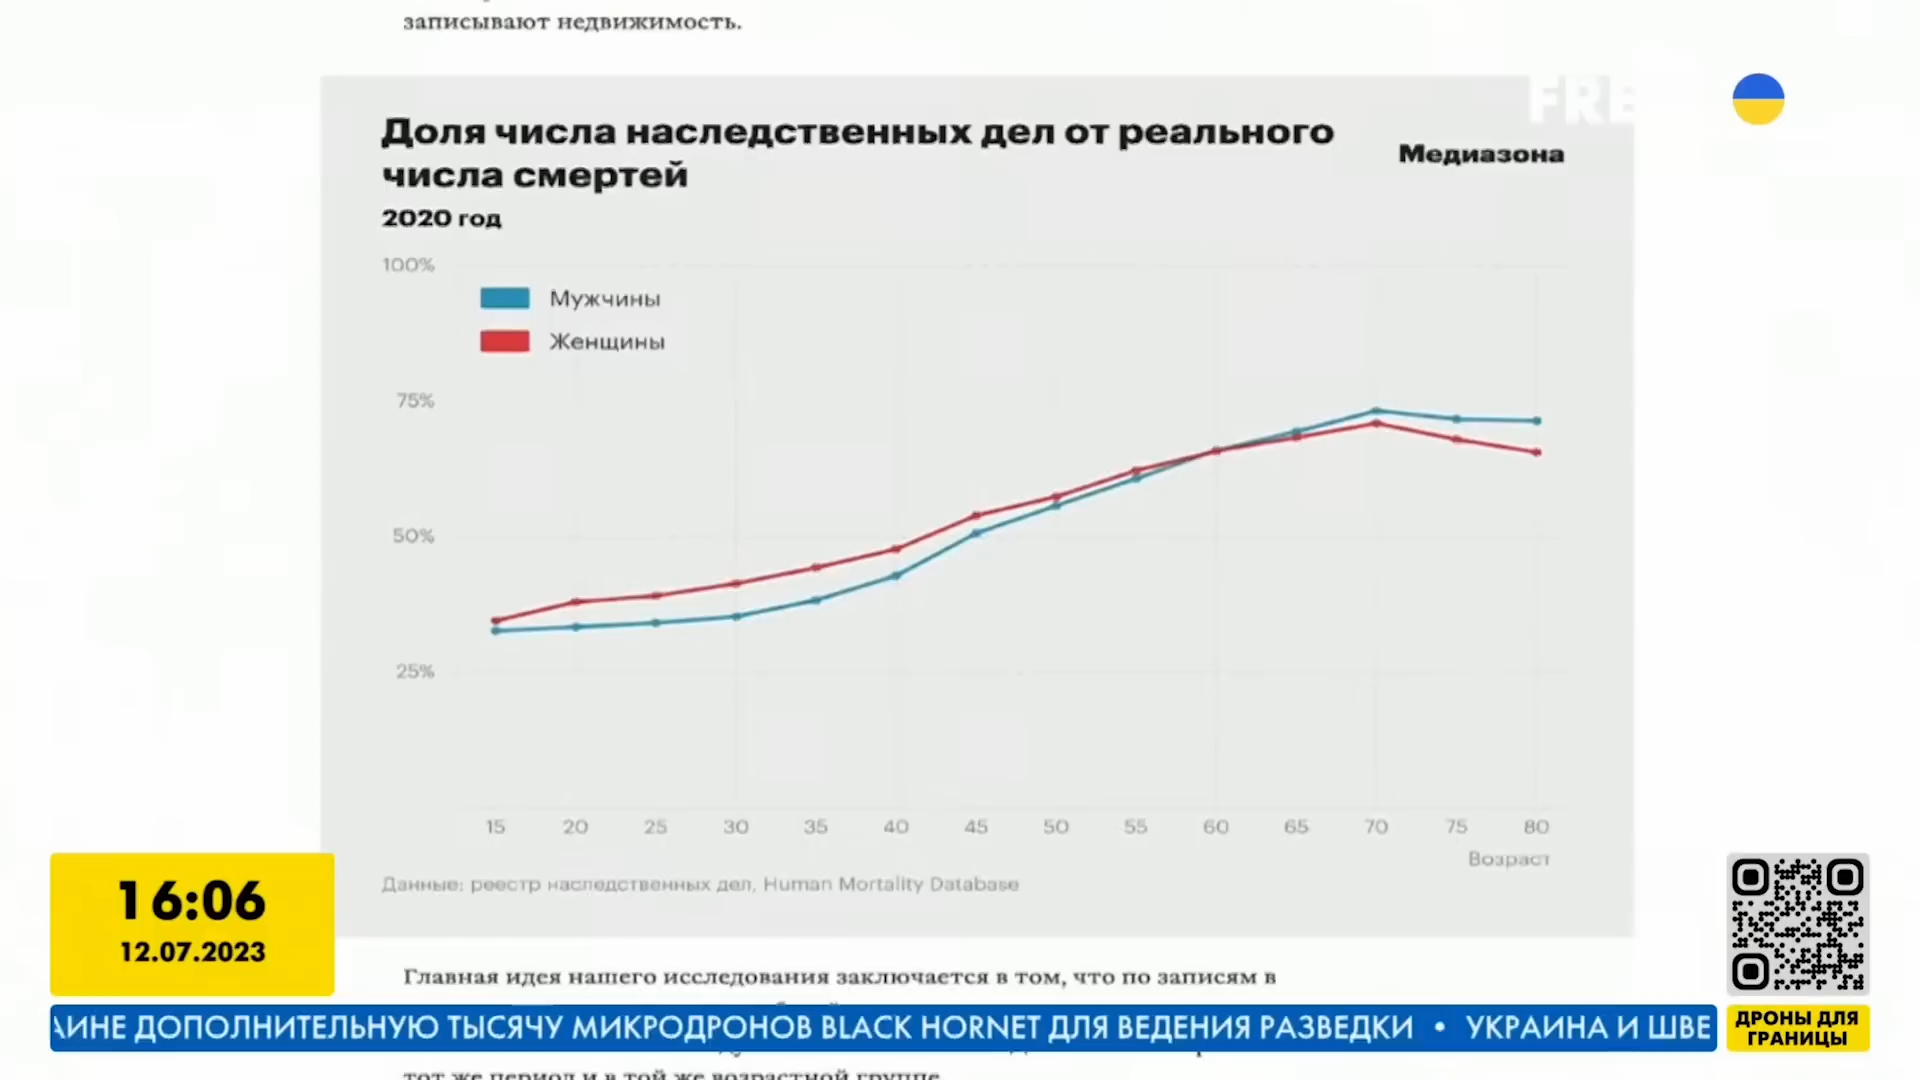 записывают недвижимость.
FRE
Доля числа наследственных дел от реального
числа смертей
Медиазона
2020 год
100%
Мужчины
Женщины
75%
50%
25%
15 20 25 30 35 40 45 50 55 60 65 70 75 80
Возраст
Данные: реестр наследственных дел, Human Mortality Database
16:06
12.07.2023
Главная идея нашего исследования заключается в том, что по записям в
АИНЕ ДОПОЛНИТЕЛЬНУЮ ТЫСЯЧУ МИКРОДРОНОВ BLACK HORNET ДЛЯ ВЕДЕНИЯ РАЗВЕДКИ • УКРАИНА И ШВЕ
ДРОНЫ ДЛЯ
ГРАНИЦЫ
тот же период и в той же возрастной группе.